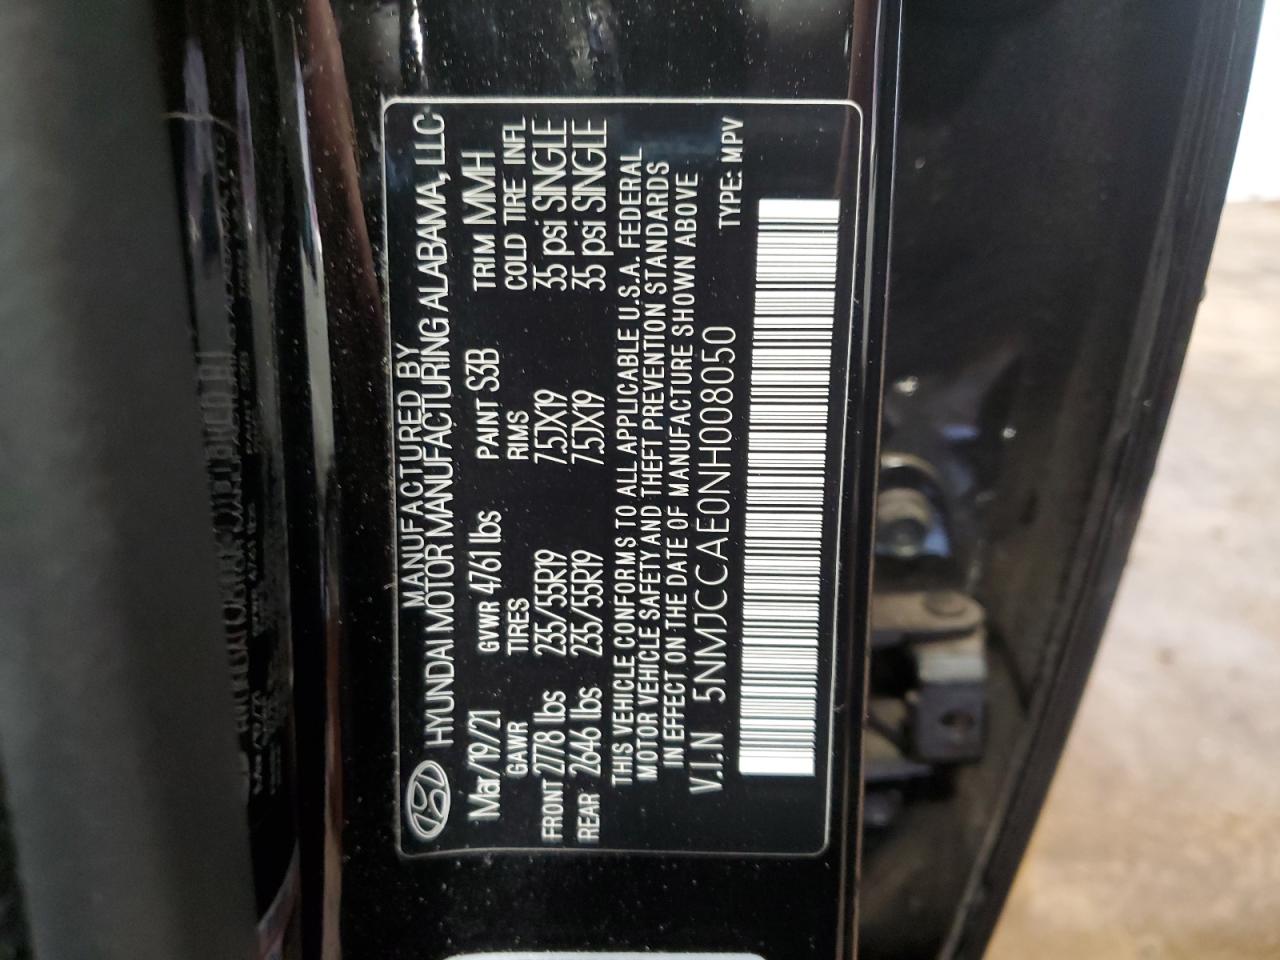 MANUFACTURED BY
HYUNDAI MOTOR MANUFACTURING ALABAMA, LLC
Mar/19/21 GVWR 4761 lbs PAINT S3B TRIM MMH
GAWR TIRES RIMS COLD TIRE INFL
FRONT 2778 lbs 235/55R19 7.5JX19 35 psi SINGLE
REAR 2646 lbs 235/55R19 7.5JX19 35 psi SINGLE
THIS VEHICLE CONFORMS TO ALL APPLICABLE U.S.A. FEDERAL
MOTOR VEHICLE SAFETY AND THEFT PREVENTION STANDARDS
IN EFFECT ON THE DATE OF MANUFACTURE SHOWN ABOVE
V.I.N 5NMJCCAE0NH008050
TYPE: MPV